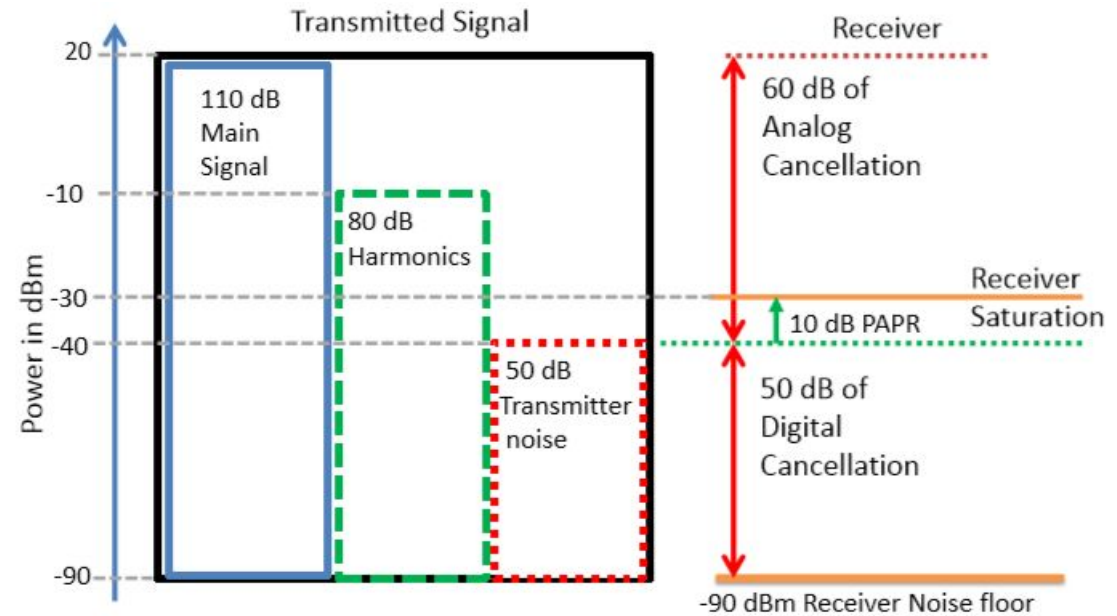 Transmitted Signal
Receiver
Power in dBm
20
-10
-30
-40
-90
110 dB
Main
Signal
80 dB
Harmonics
50 dB
Transmitter
noise
60 dB of
Analog
Cancellation
Receiver
Saturation
10 dB PAPR
50 dB of
Digital
Cancellation
-90 dBm Receiver Noise floor